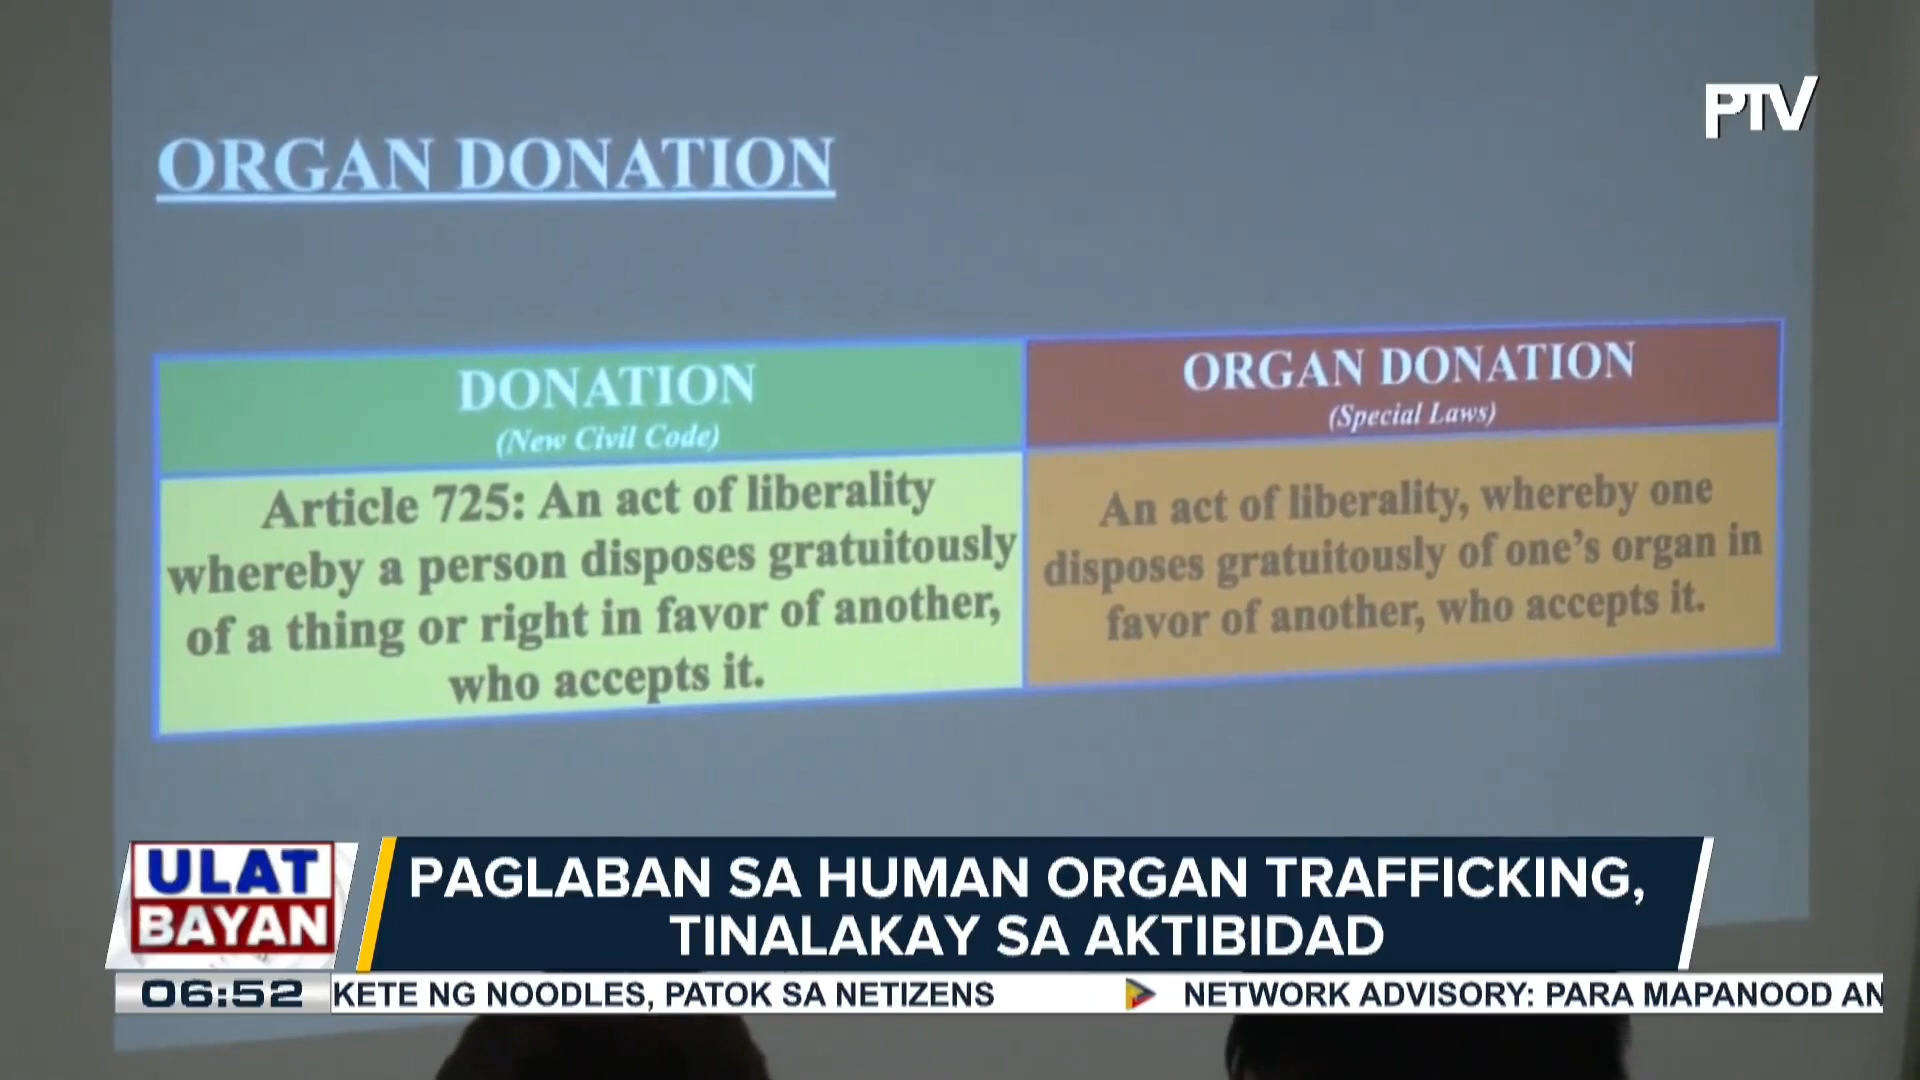 PTV
ORGAN DONATION
DONATION
(New Civil Code)
Article 725: An act of liberality
whereby a person disposes gratuitously
of a thing or right in favor of another,
who accepts it.
ORGAN DONATION
(Special Laws)
An act of liberality, whereby one
disposes gratuitously of one's organ in
favor of another, who accepts it.
ULAT
BAYAN
PAGLABAN SA HUMAN ORGAN TRAFFICKING,
TINALAKAY SA AKTIBIDAD
06:52
KETE NG NOODLES, PATOK SA NETIZENS NETWORK ADVISORY: PARA MAPANOOD AN